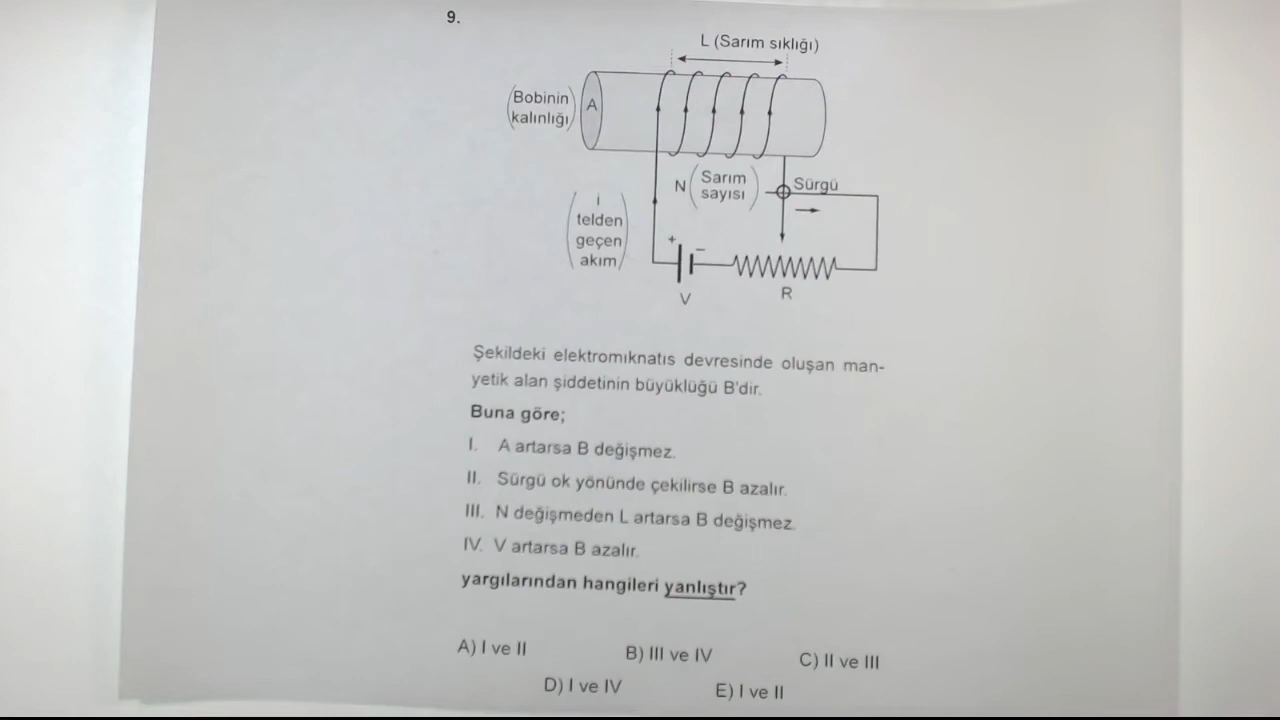 9.
L (Sarım sıklığı)
Bobinin
kalınlığı
A
N
Sarım
sayısı
Sürgü
i
telden
geçen
akım
+
−
V
R
Şekildeki elektromıknatıs devresinde oluşan man-
yetik alan şiddetinin büyüklüğü B'dir.
Buna göre;
I. A artarsa B değişmez.
II. Sürgü ok yönünde çekilirse B azalır.
III. N değişmeden L artarsa B değişmez.
IV. V artarsa B azalır.
yargılarından hangileri yanlıştır?
A) I ve II
B) III ve IV
C) II ve III
D) I ve IV
E) I ve II